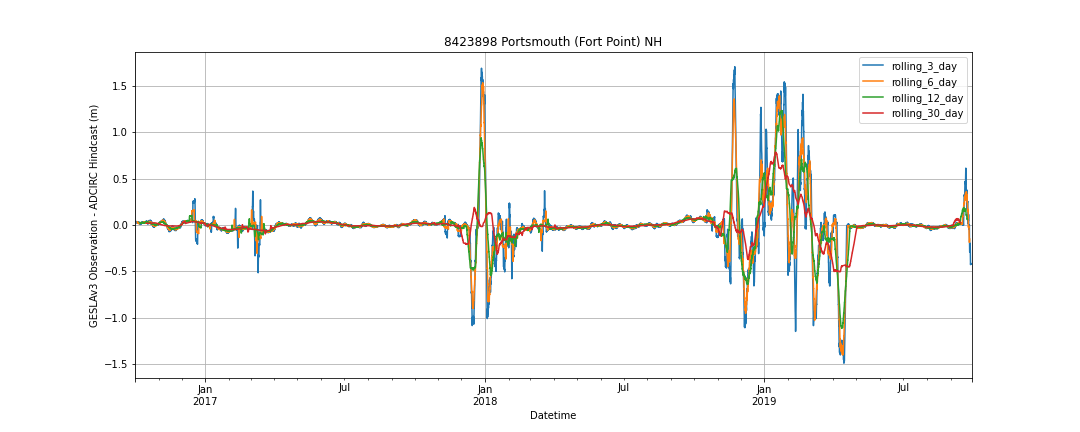 8423898 Portsmouth (Fort Point) NH
rolling_3_day
rolling_6_day
rolling_12_day
rolling_30_day
GESLAv3 Observation - ADCIRC Hindcast (m)
1.5
1.0
0.5
0.0
−0.5
−1.0
−1.5
Jan
2017
Jul
Jan
2018
Jul
Jan
2019
Jul
Datetime